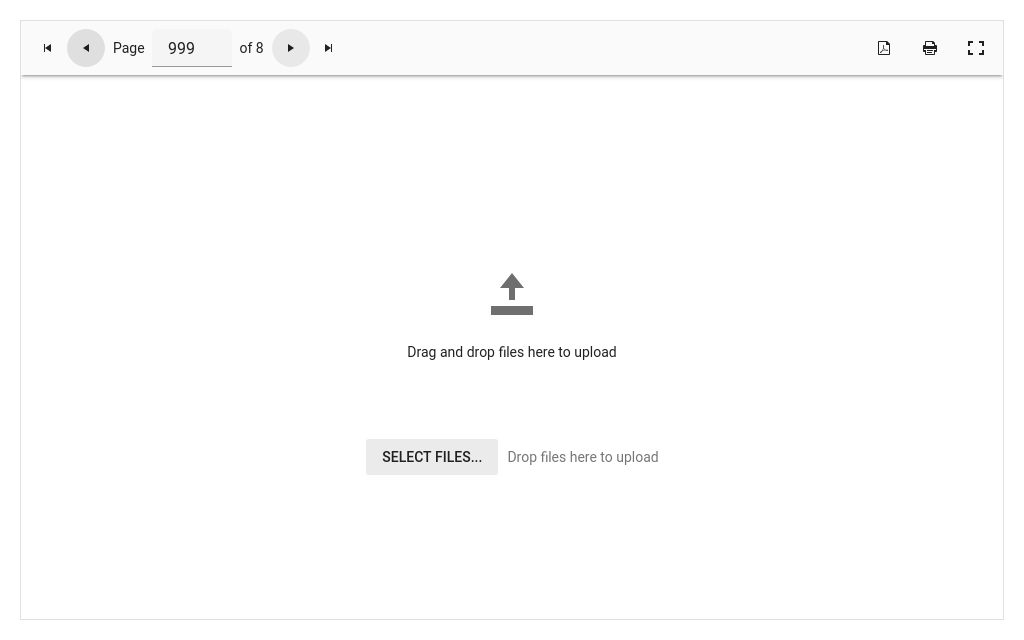 Page 999 of 8
Drag and drop files here to upload
SELECT FILES... Drop files here to upload